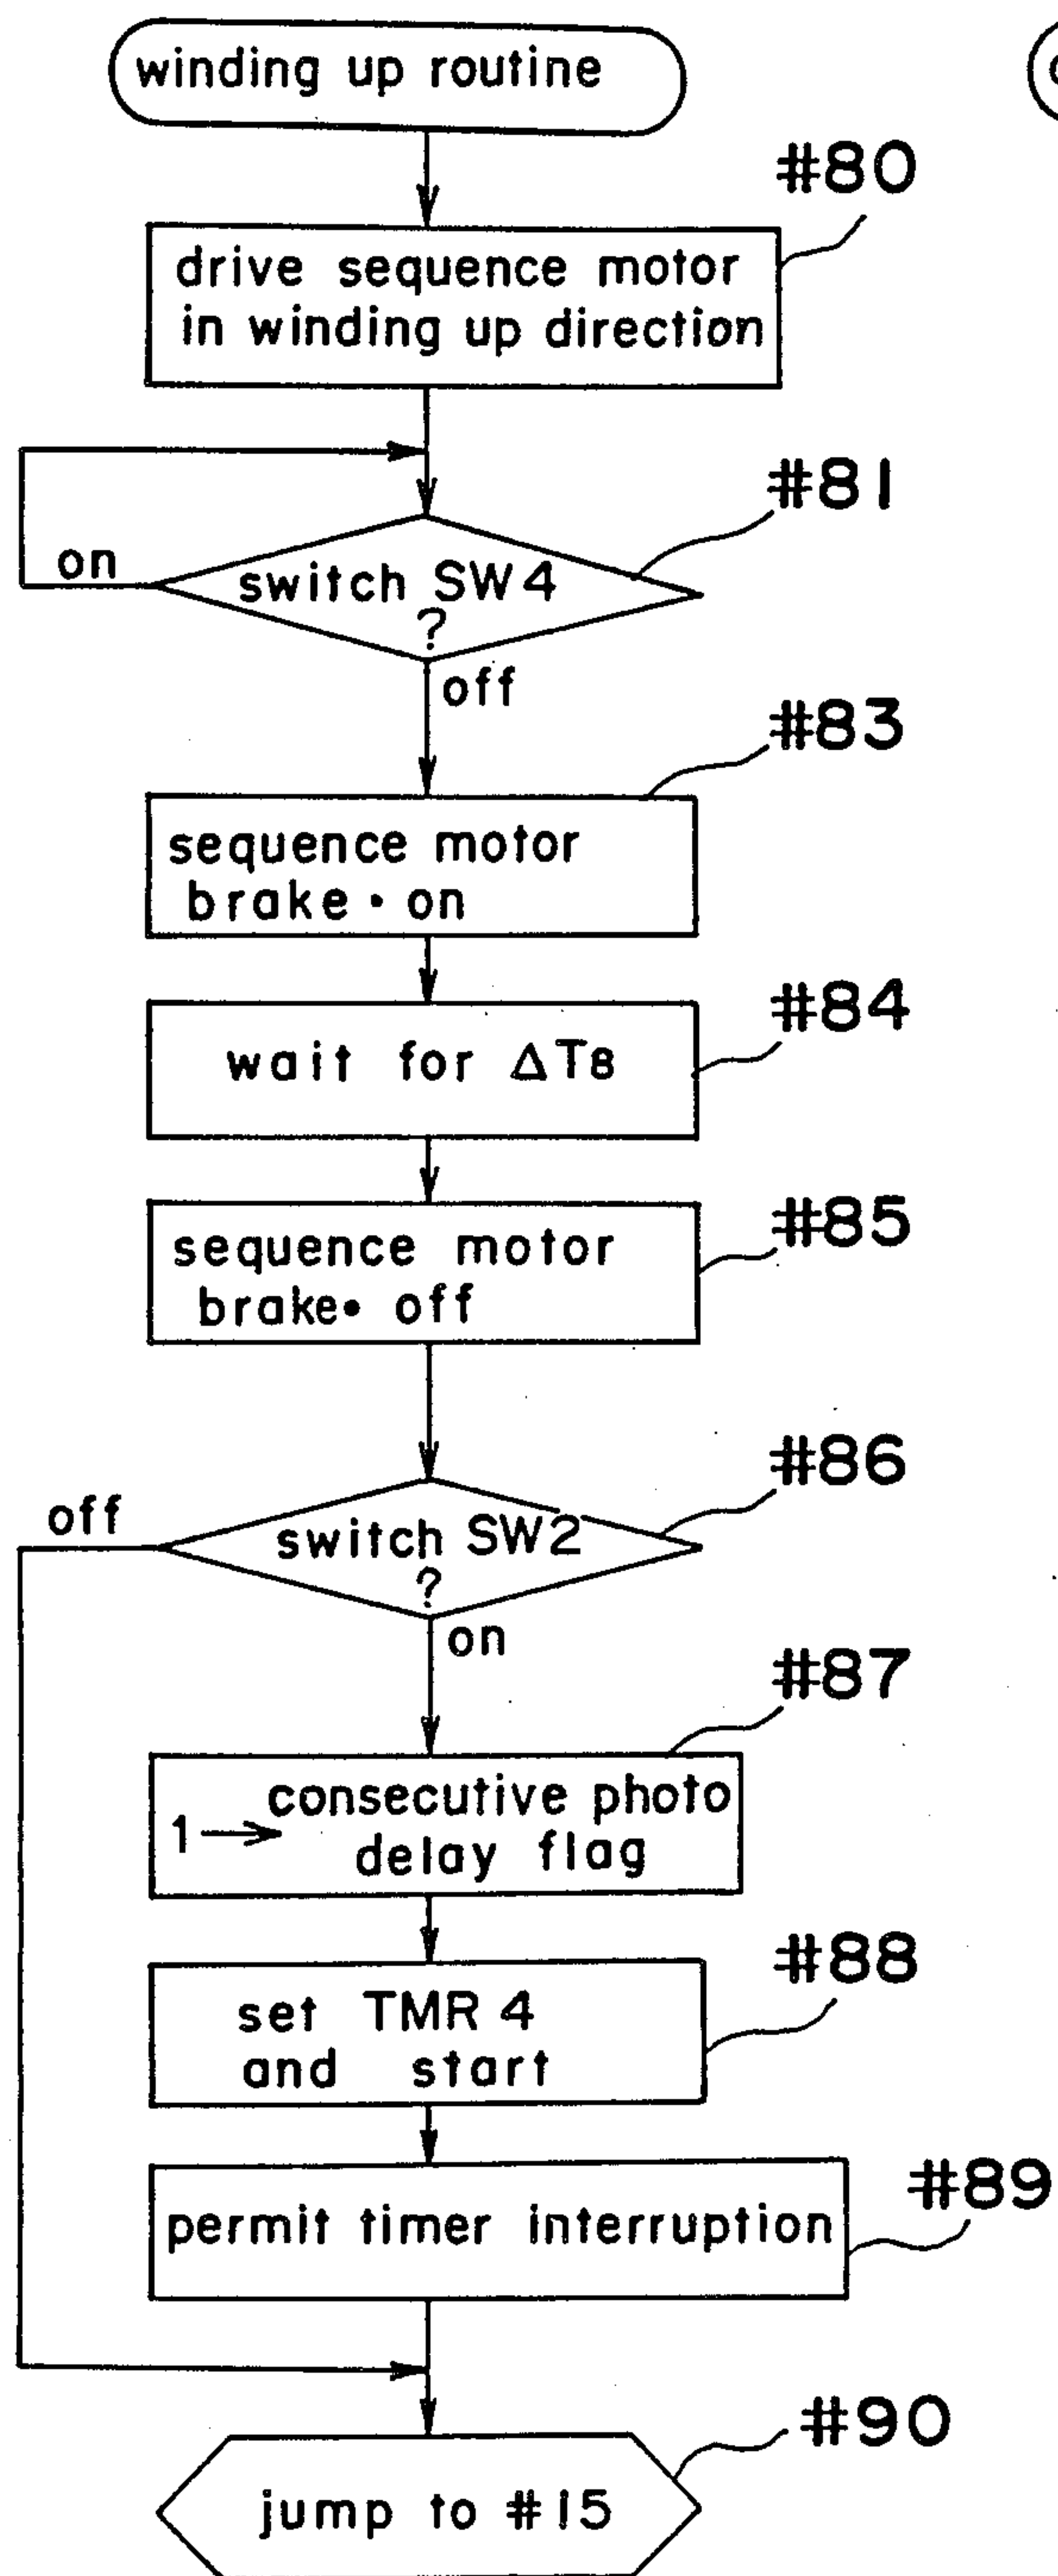 winding up routine
#80
drive sequence motor
in winding up direction
#81
on
switch SW4
?
off
#83
sequence motor
brake • on
#84
wait for ΔT8
#85
sequence motor
brake • off
#86
off
switch SW2
?
on
#87
1→ consecutive photo
delay flag
#88
set TMR 4
and start
#89
permit timer interruption
#90
jump to #15